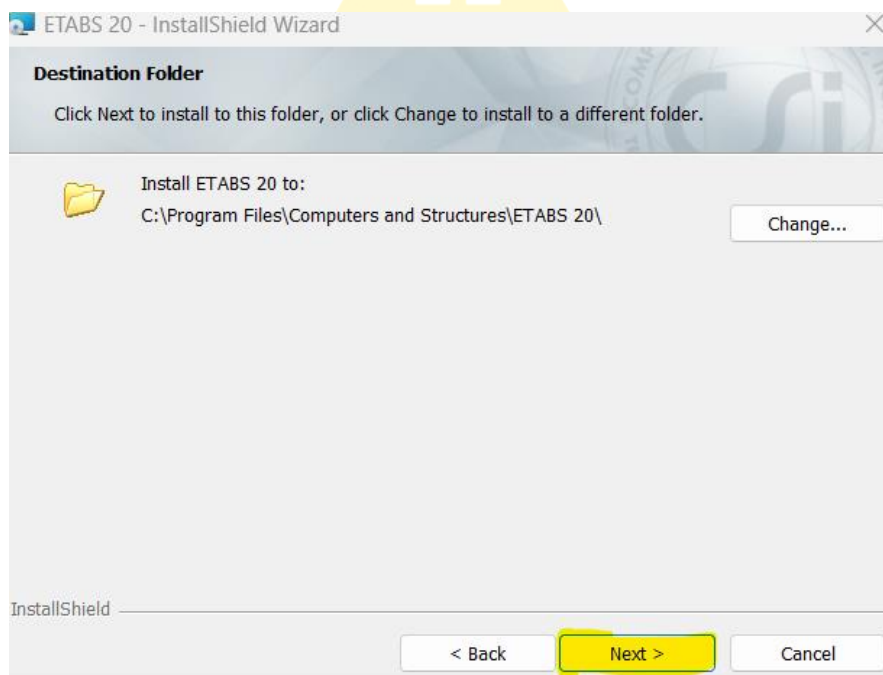 ETABS 20 - InstallShield Wizard
Destination Folder
Click Next to install to this folder, or click Change to install to a different folder.
Install ETABS 20 to:
C:\Program Files\Computers and Structures\ETABS 20\
Change...
InstallShield
< Back
Next >
Cancel